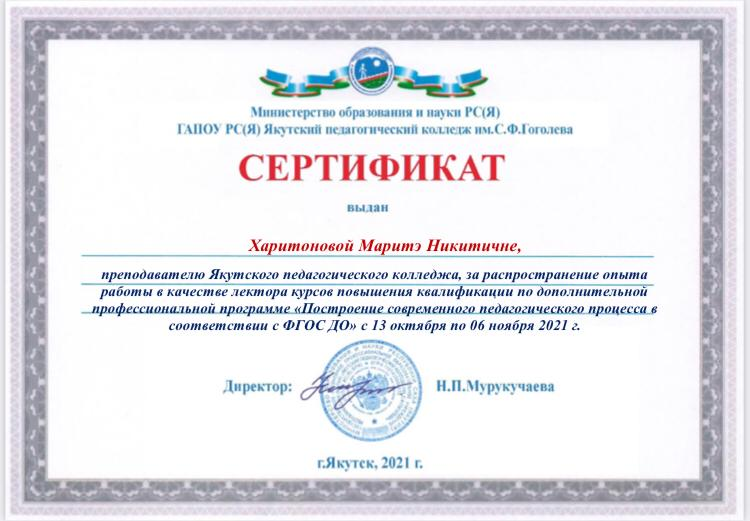 Министерство образования и науки РС(Я)
ГАПОУ РС(Я) Якутский педагогический колледж им.С.Ф.Гоголева
СЕРТИФИКАТ
выдан
Харитоновой Маритэ Никитичне,
преподавателю Якутского педагогического колледжа, за распространение опыта
работы в качестве лектора курсов повышения квалификации по дополнительной
профессиональной программе «Построение современного педагогического процесса в
соответствии с ФГОС ДО» с 13 октября по 06 ноября 2021 г.
Директор: Н.П.Мурукучаева
г.Якутск, 2021 г.